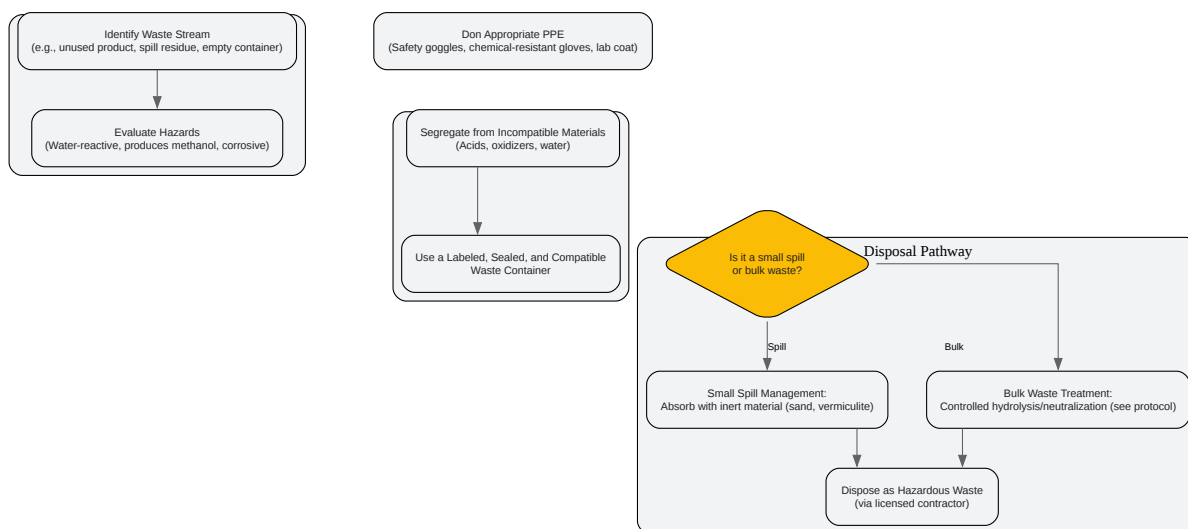 Identify Waste Stream
(e.g., unused product, spill residue, empty container)
Evaluate Hazards
(Water-reactive, produces methanol, corrosive)
Don Appropriate PPE
(Safety goggles, chemical-resistant gloves, lab coat)
Segregate from Incompatible Materials
(Acids, oxidizers, water)
Use a Labeled, Sealed, and Compatible
Waste Container
Disposal Pathway
Is it a small spill
or bulk waste?
Spill
Bulk
Small Spill Management:
Absorb with inert material (sand, vermiculite)
Bulk Waste Treatment:
Controlled hydrolysis/neutralization (see protocol)
Dispose as Hazardous Waste
(via licensed contractor)